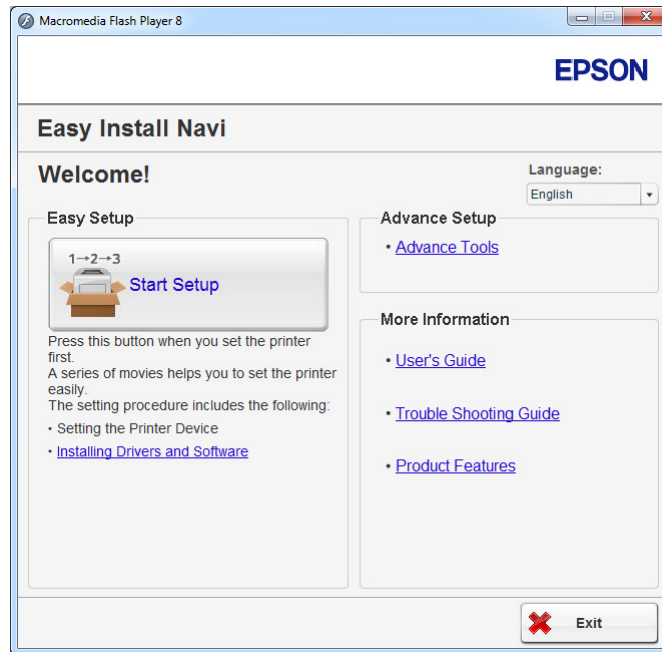 Macromedia Flash Player 8
EPSON
Easy Install Navi
Welcome!
Language:
English
Easy Setup
1→2→3
Start Setup
Press this button when you set the printer
first.
A series of movies helps you to set the printer
easily.
The setting procedure includes the following:
• Setting the Printer Device
• Installing Drivers and Software
Advance Setup
• Advance Tools
More Information
• User's Guide
• Trouble Shooting Guide
• Product Features
Exit